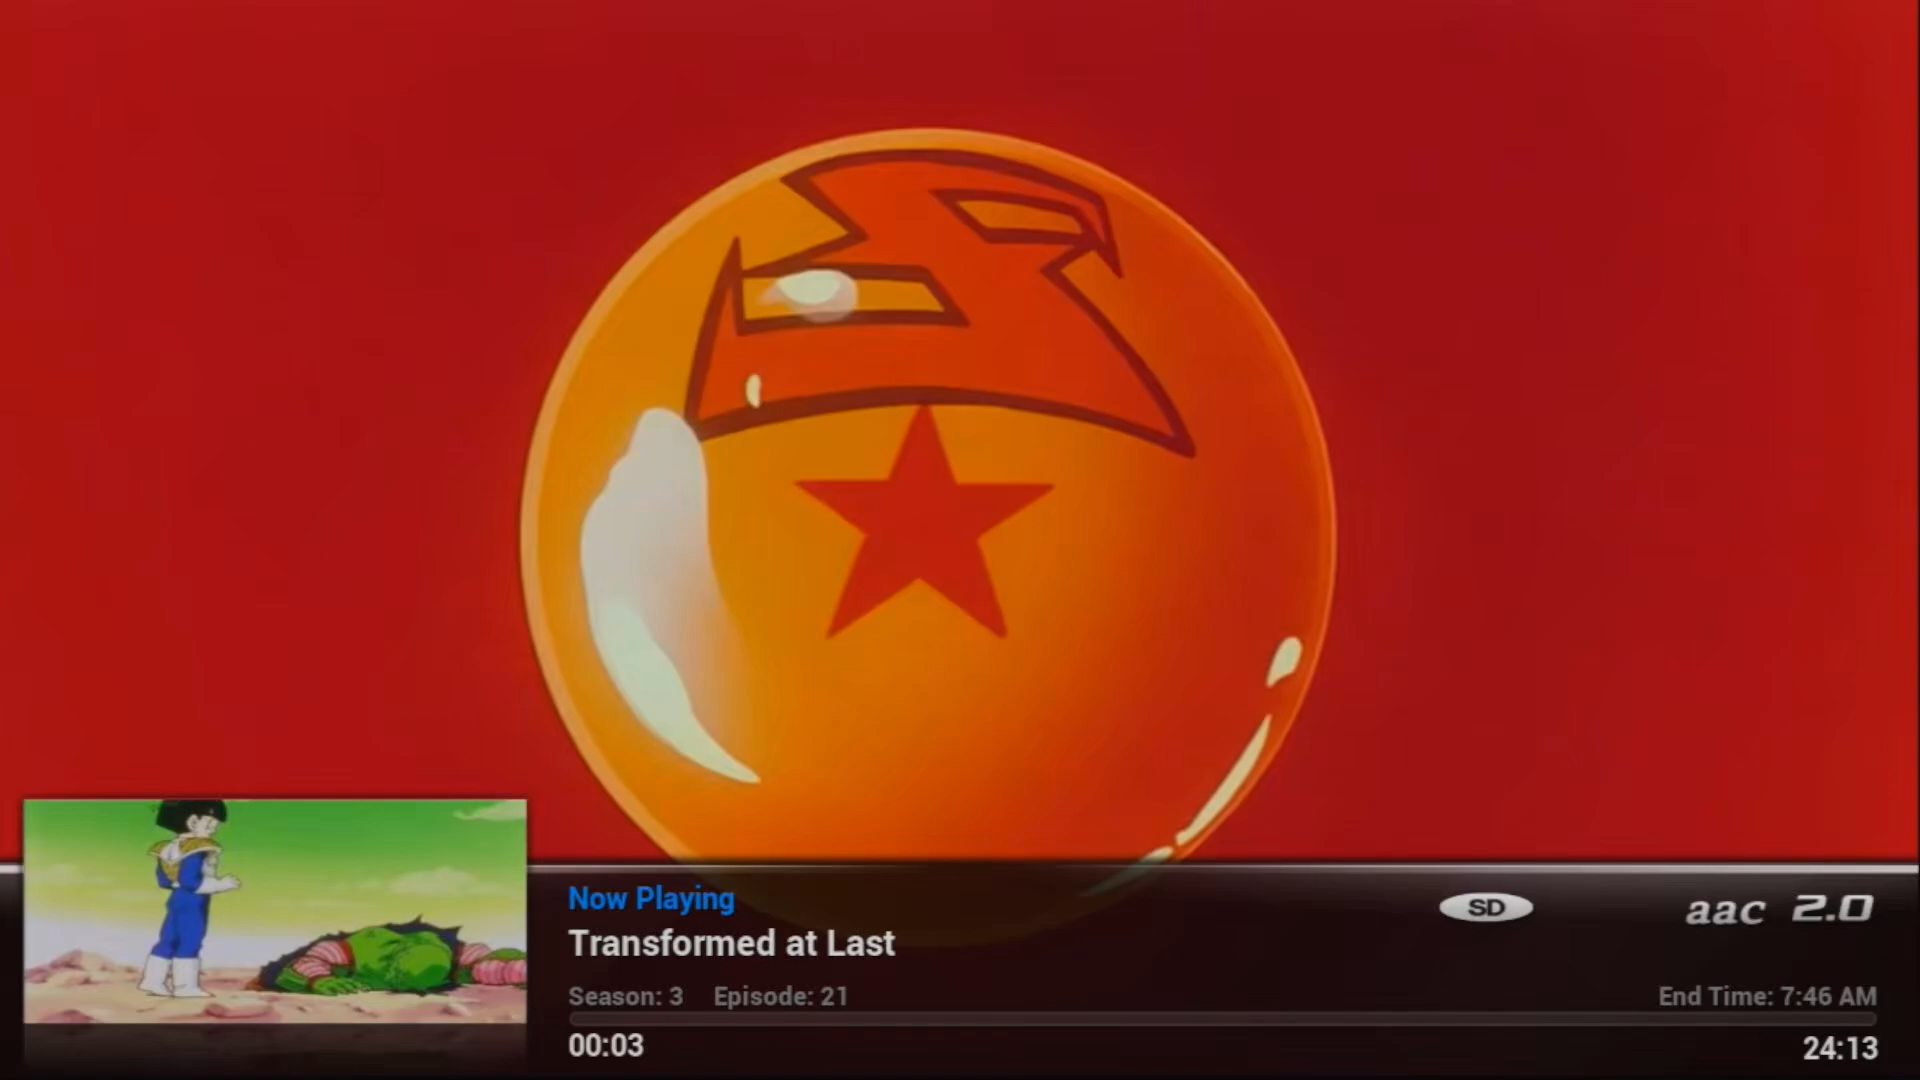 Z
Now Playing
SD
aac 2.0
Transformed at Last
Season: 3 Episode: 21
End Time: 7:46 AM
00:03
24:13